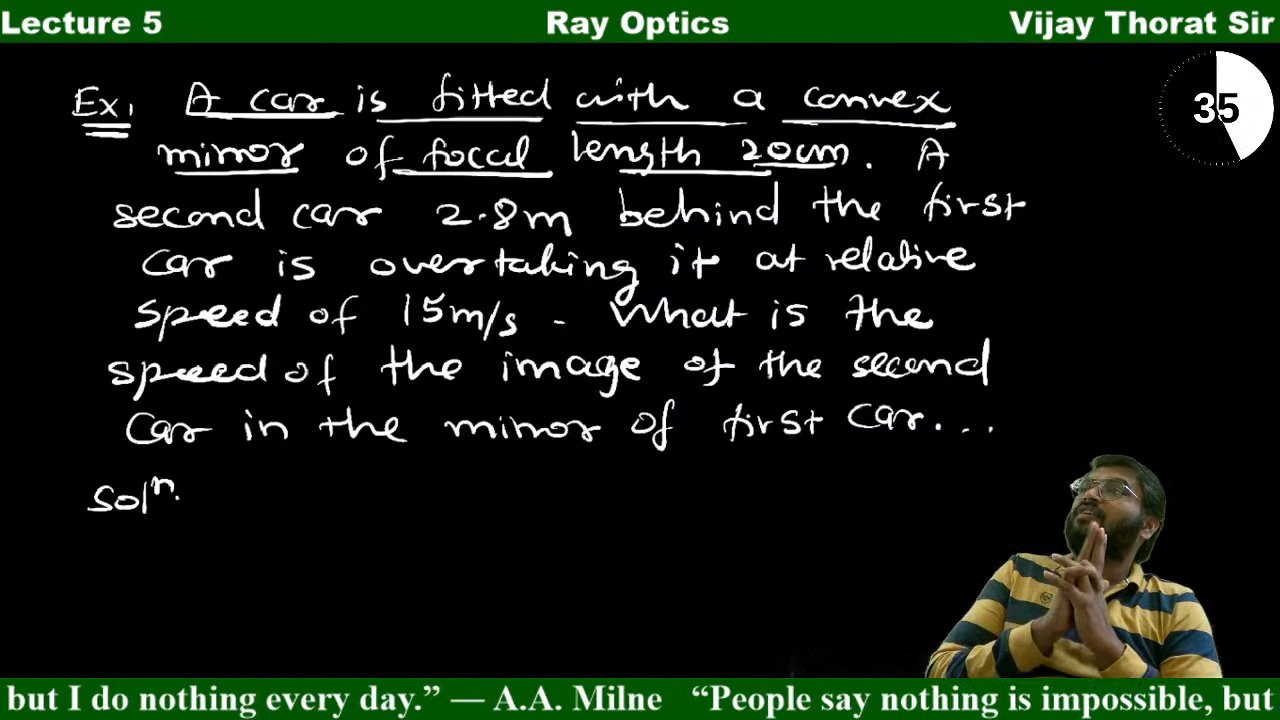 Lecture 5 Ray Optics Vijay Thorat Sir
35
Ex. A car is fitted with a convex
mirror of focal length 20cm. A
second car 2.8m behind the first
car is overtaking it at relative
speed of 15m/s. What is the
speed of the image of the second
car in the mirror of first car...
Solⁿ.
but I do nothing every day.” — A.A. Milne “People say nothing is impossible, but